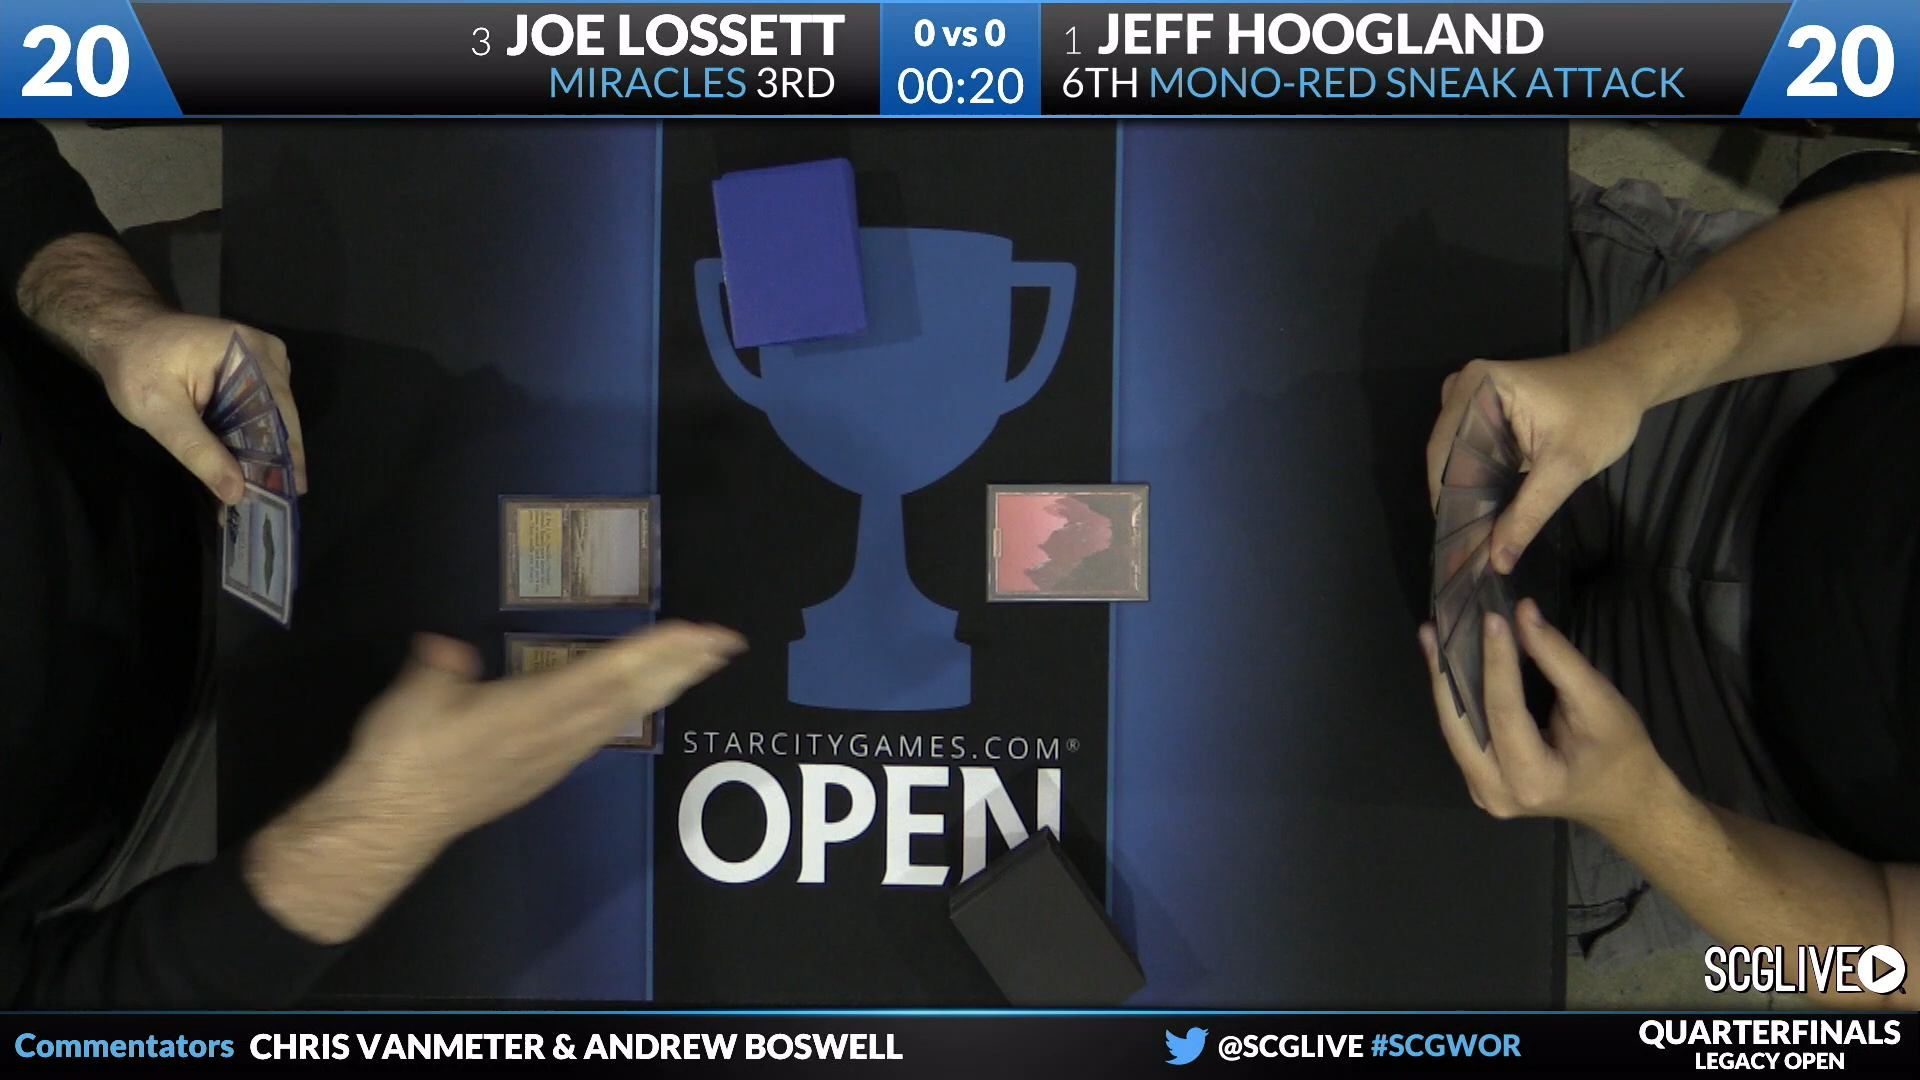 20
3 JOE LOSSETT
MIRACLES 3RD
0 vs 0
00:20
1 JEFF HOOGLAND
6TH MONO-RED SNEAK ATTACK
20
STARCITYGAMES.COM®
OPEN
SCGLIVE
Commentators CHRIS VANMETER & ANDREW BOSWELL
@SCGLIVE #SCGWOR
QUARTERFINALS
LEGACY OPEN